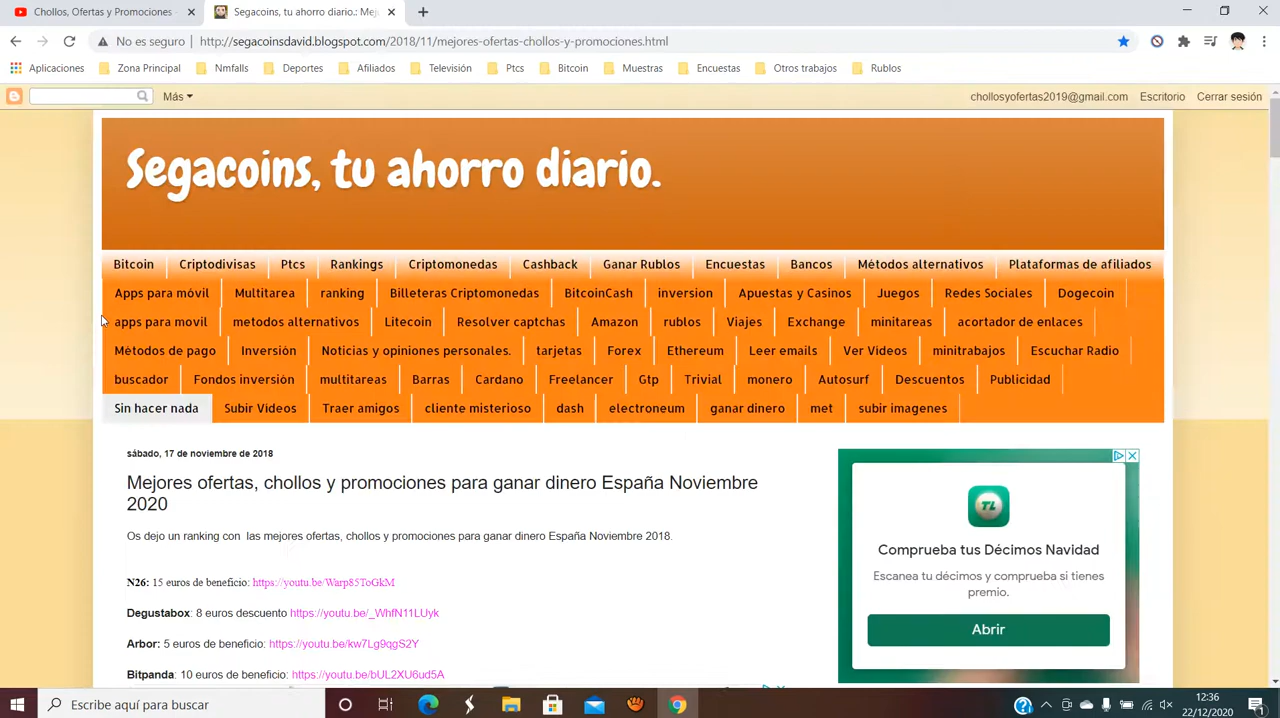 Chollos, Ofertas y Promociones
Segacoins, tu ahorro diario.: Mej
No es seguro | http://segacoinsdavid.blogspot.com/2018/11/mejores-ofertas-chollos-y-promociones.html
Aplicaciones Zona Principal Nmfalls Deportes Afiliados Televisión Ptcs Bitcoin Muestras Encuestas Otros trabajos Rublos
Más chollosyofertas2019@gmail.com Escritorio Cerrar sesión
Segacoins, tu ahorro diario.
Bitcoin Criptodivisas Ptcs Rankings Criptomonedas Cashback Ganar Rublos Encuestas Bancos Métodos alternativos Plataformas de afiliados
Apps para móvil Multitarea ranking Billeteras Criptomonedas BitcoinCash inversion Apuestas y Casinos Juegos Redes Sociales Dogecoin
apps para movil metodos alternativos Litecoin Resolver captchas Amazon rublos Viajes Exchange minitareas acortador de enlaces
Métodos de pago Inversión Noticias y opiniones personales. tarjetas Forex Ethereum Leer emails Ver Videos minitrabajos Escuchar Radio
buscador Fondos inversión multitareas Barras Cardano Freelancer Gtp Trivial monero Autosurf Descuentos Publicidad
Sin hacer nada Subir Videos Traer amigos cliente misterioso dash electroneum ganar dinero met subir imagenes
sábado, 17 de noviembre de 2018
Mejores ofertas, chollos y promociones para ganar dinero España Noviembre
2020
Os dejo un ranking con las mejores ofertas, chollos y promociones para ganar dinero España Noviembre 2018.
N26: 15 euros de beneficio: https://youtu.be/Warp85ToGkM
Degustabox: 8 euros descuento https://youtu.be/_WhfN11LUyk
Arbor: 5 euros de beneficio: https://youtu.be/kw7Lg9qgS2Y
Bitpanda: 10 euros de beneficio: https://youtu.be/bUL2XU6ud5A
TL
Comprueba tus Décimos Navidad
Escanea tu décimos y comprueba si tienes
premio.
Abrir
Escribe aquí para buscar
12:36
22/12/2020
1